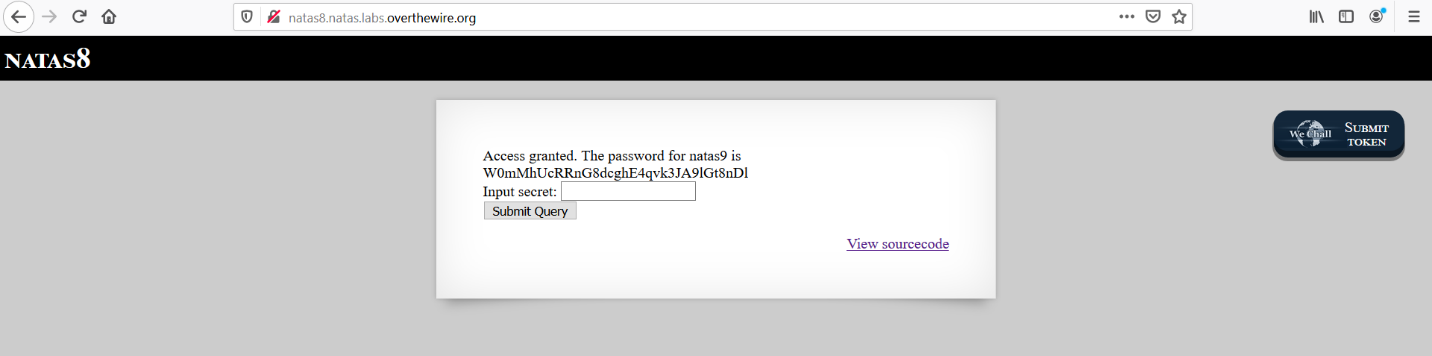 natas8.natas.labs.overthewire.org
NATAS8
We Chall
Submit
token
Access granted. The password for natas9 is
W0mMhUcRRnG8dcghE4qvk3JA9lGt8nDl
Input secret:
Submit Query
View sourcecode